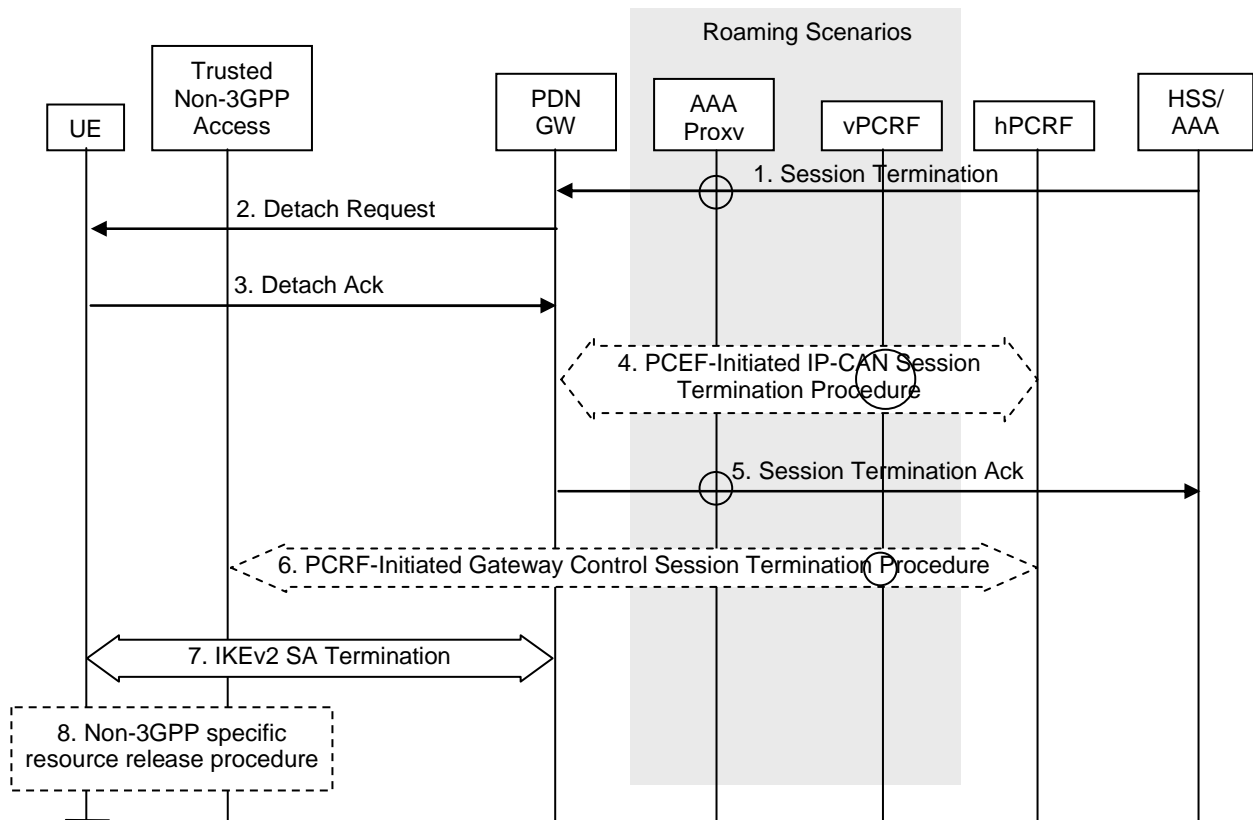 Roaming Scenarios
UE
Trusted
Non-3GPP
Access
PDN
GW
AAA
Proxv
vPCRF
hPCRF
HSS/
AAA
1. Session Termination
2. Detach Request
3. Detach Ack
4. PCEF-Initiated IP-CAN Session
Termination Procedure
5. Session Termination Ack
6. PCRF-Initiated Gateway Control Session Termination Procedure
7. IKEv2 SA Termination
8. Non-3GPP specific
resource release procedure